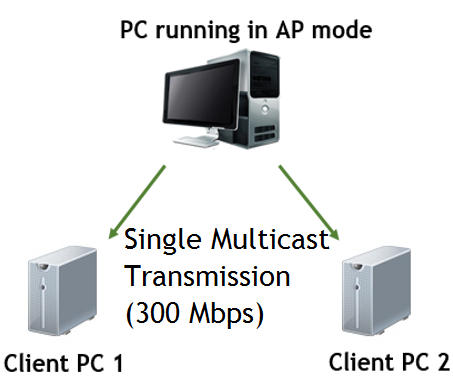 PC running in AP mode
Single Multicast
Transmission
(300 Mbps)
Client PC 1
Client PC 2